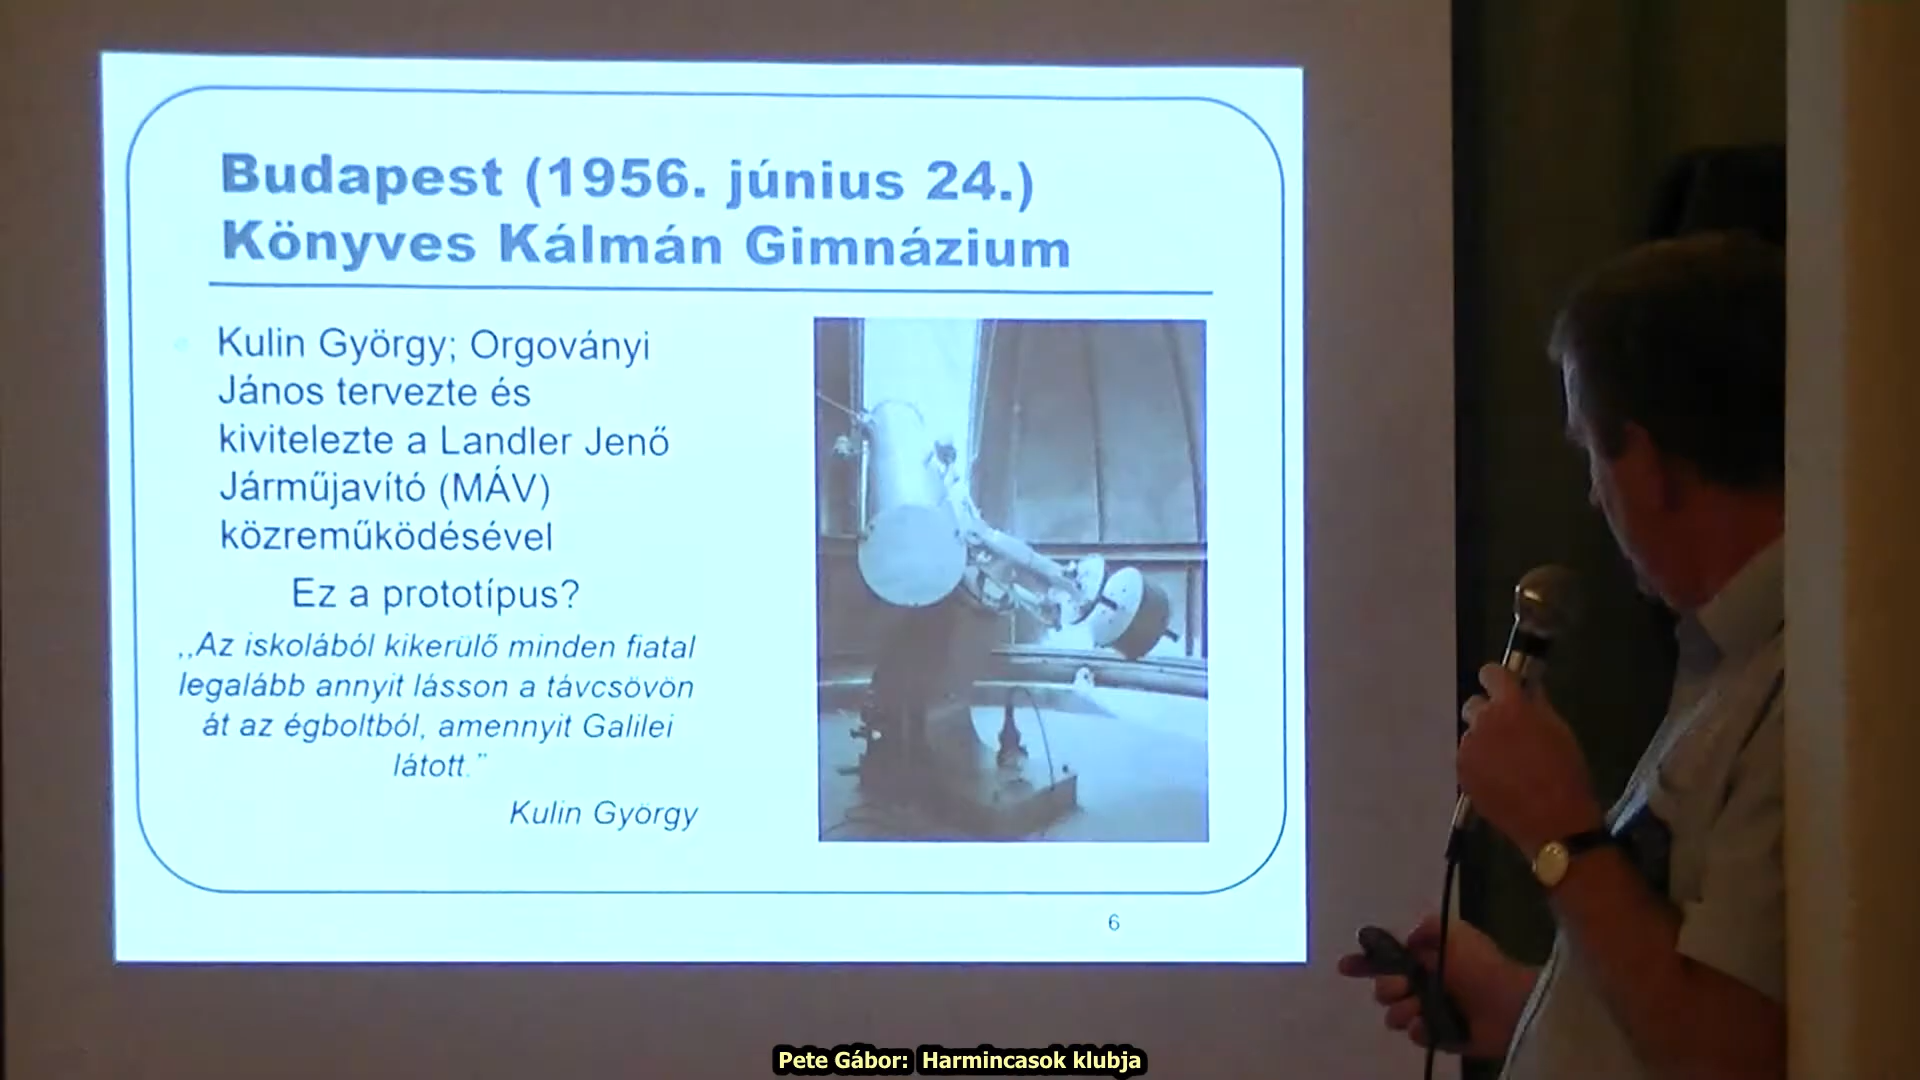 Budapest (1956. június 24.)
Könyves Kálmán Gimnázium
Kulin György; Orgoványi
János tervezte és
kivitelezte a Landler Jenő
Járműjavító (MÁV)
közreműködésével
Ez a prototípus?
,,Az iskolából kikerülő minden fiatal
legalább annyit lásson a távcsövön
át az égboltból, amennyit Galilei
látott.”
Kulin György
6
Pete Gábor: Harmincasok klubja